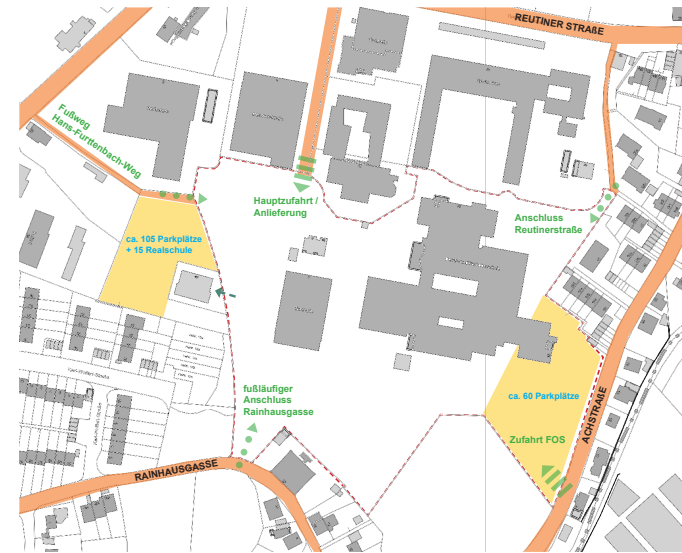 REUTINER STRAßE
Fußweg
Hans-Furttenbach-Weg
Hauptzufahrt /
Anlieferung
Anschluss
Reutinerstraße
ca. 105 Parkplätze
+ 15 Realschule
fußläufiger
Anschluss
Rainhausgasse
ca. 60 Parkplätze
Zufahrt FOS
ACHSTRAßE
RAINHAUSGASSE